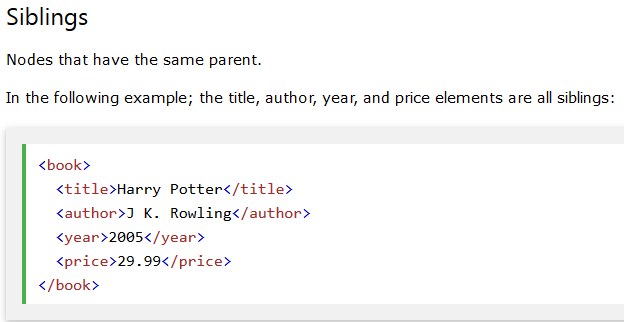 Siblings
Nodes that have the same parent.
In the following example; the title, author, year, and price elements are all siblings:
<book>
  <title>Harry Potter</title>
  <author>J K. Rowling</author>
  <year>2005</year>
  <price>29.99</price>
</book>